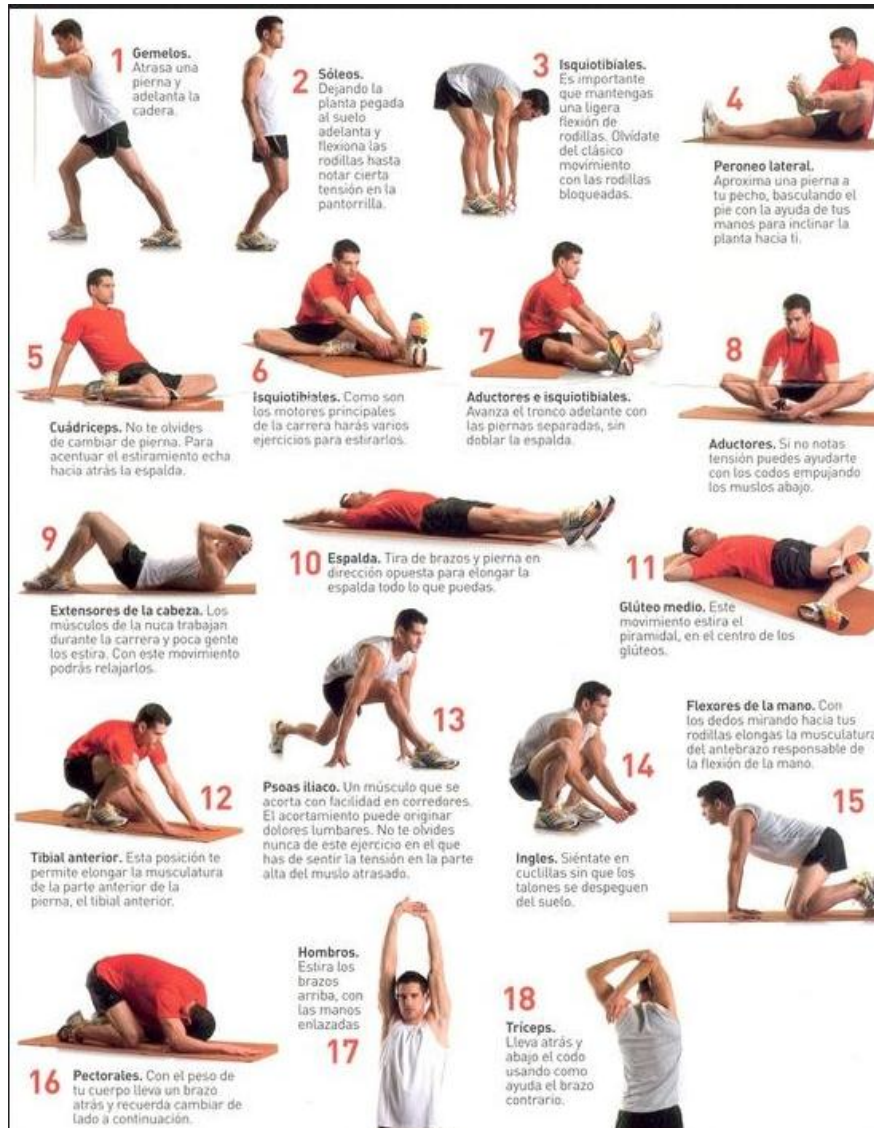 1 Gemelos.
Atrasa una
pierna y
adelanta la
cadera.
2 Sóleos.
Dejando la
planta pegada
al suelo
adelanta y
flexiona las
rodillas hasta
notar cierta
tensión en la
pantorrilla.
3 Isquiotibiales.
Es importante
que mantengas
una ligera
flexión de
rodillas. Olvídate
del clásico
movimiento
con las rodillas
bloqueadas.
4
Peroneo lateral.
Aproxima una pierna a
tu pecho, basculando el
pie con la ayuda de tus
manos para inclinar la
planta hacia ti.
5
Cuádriceps. No te olvides
de cambiar de pierna. Para
acentuar el estiramiento echa
hacia atrás la espalda.
6
Isquiotibiales. Como son
los motores principales
de la carrera harás varios
ejercicios para estirarlos.
7
Aductores e isquiotibiales.
Avanza el tronco adelante con
las piernas separadas, sin
doblar la espalda.
8
Aductores. Si no notas
tensión puedes ayudarte
con los codos empujando
los muslos abajo.
9
Extensores de la cabeza. Los
músculos de la nuca trabajan
durante la carrera y poca gente
los estira. Con este movimiento
podrás relajarlos.
10 Espalda. Tira de brazos y pierna en
dirección opuesta para elongar la
espalda todo lo que puedas.
11
Glúteo medio. Este
movimiento estira el
piramidal, en el centro de los
glúteos.
12
Tibial anterior. Esta posición te
permite elongar la musculatura
de la parte anterior de la
pierna, el tibial anterior.
13
Psoas iliaco. Un músculo que se
acorta con facilidad en corredores.
El acortamiento puede originar
dolores lumbares. No te olvides
nunca de este ejercicio en el que
has de sentir la tensión en la parte
alta del muslo atrasado.
14
Ingles. Siéntate en
cuclillas sin que los
talones se despeguen
del suelo.
Flexores de la mano. Con
los dedos mirando hacia tus
rodillas elongas la musculatura
del antebrazo responsable de
la flexión de la mano.
15
16 Pectorales. Con el peso de
tu cuerpo lleva un brazo
atrás y recuerda cambiar de
lado a continuación.
Hombros.
Estira los
brazos
arriba, con
las manos
enlazadas
17
18
Tríceps.
Lleva atrás y
abajo el codo
usando como
ayuda el brazo
contrario.